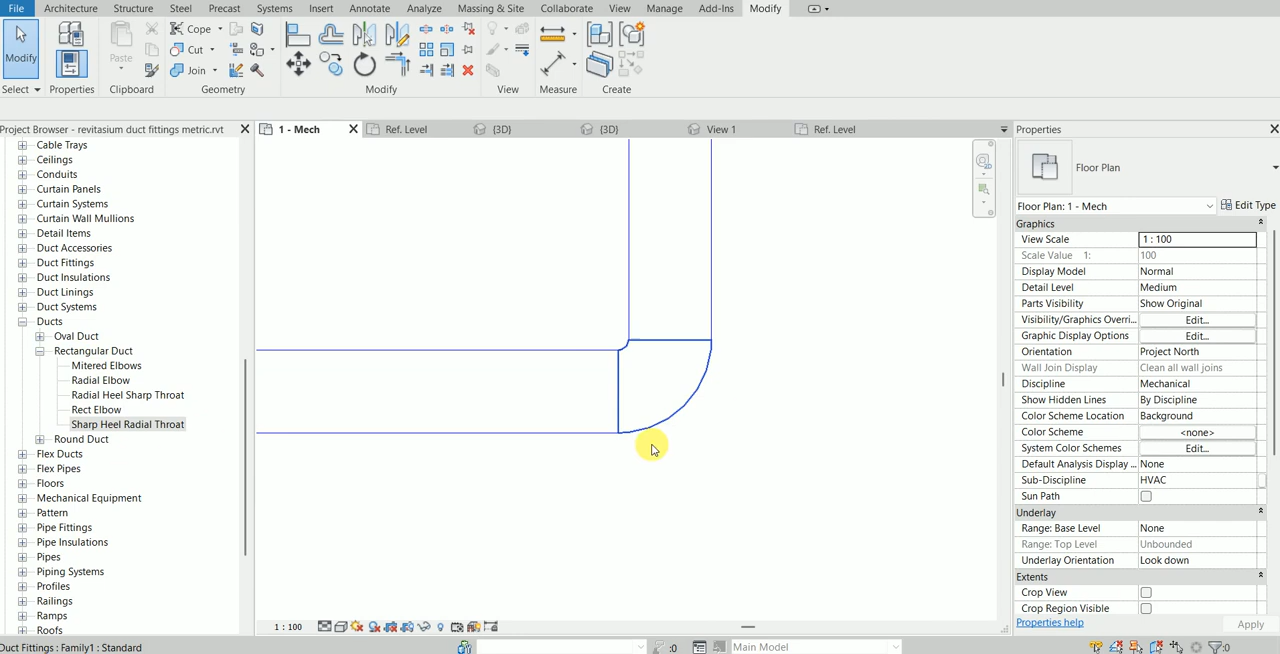 File Architecture Structure Steel Precast Systems Insert Annotate Analyze Massing & Site Collaborate View Manage Add-Ins Modify
Modify
Paste
Cope
Cut
Join
Select Properties Clipboard Geometry Modify View Measure Create
Project Browser - revitasium duct fittings metric.rvt
1 - Mech Ref. Level {3D} {3D} View 1 Ref. Level
Properties
Cable Trays
Ceilings
Conduits
Curtain Panels
Curtain Systems
Curtain Wall Mullions
Detail Items
Duct Accessories
Duct Fittings
Duct Insulations
Duct Linings
Duct Systems
Ducts
Oval Duct
Rectangular Duct
Mitered Elbows
Radial Elbow
Radial Heel Sharp Throat
Rect Elbow
Sharp Heel Radial Throat
Round Duct
Flex Ducts
Flex Pipes
Floors
Mechanical Equipment
Pattern
Pipe Fittings
Pipe Insulations
Pipes
Piping Systems
Profiles
Railings
Ramps
Roofs
Floor Plan
Floor Plan: 1 - Mech Edit Type
Graphics
View Scale 1 : 100
Scale Value 1: 100
Display Model Normal
Detail Level Medium
Parts Visibility Show Original
Visibility/Graphics Overri... Edit...
Graphic Display Options Edit...
Orientation Project North
Wall Join Display Clean all wall joins
Discipline Mechanical
Show Hidden Lines By Discipline
Color Scheme Location Background
Color Scheme <none>
System Color Schemes Edit...
Default Analysis Display ... None
Sub-Discipline HVAC
Sun Path
Underlay
Range: Base Level None
Range: Top Level Unbounded
Underlay Orientation Look down
Extents
Crop View
Crop Region Visible
Properties help Apply
1 : 100
Duct Fittings : Family1 : Standard
:0
Main Model
:0